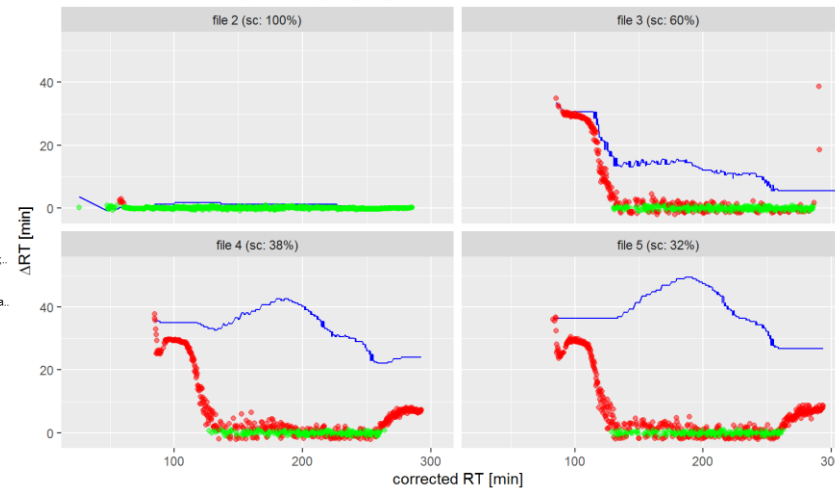 file 2 (sc: 100%)
file 3 (sc: 60%)
40
20
0
file 4 (sc: 38%)
file 5 (sc: 32%)
40
20
0
100
200
300
100
200
ΔRT [min]
corrected RT [min]